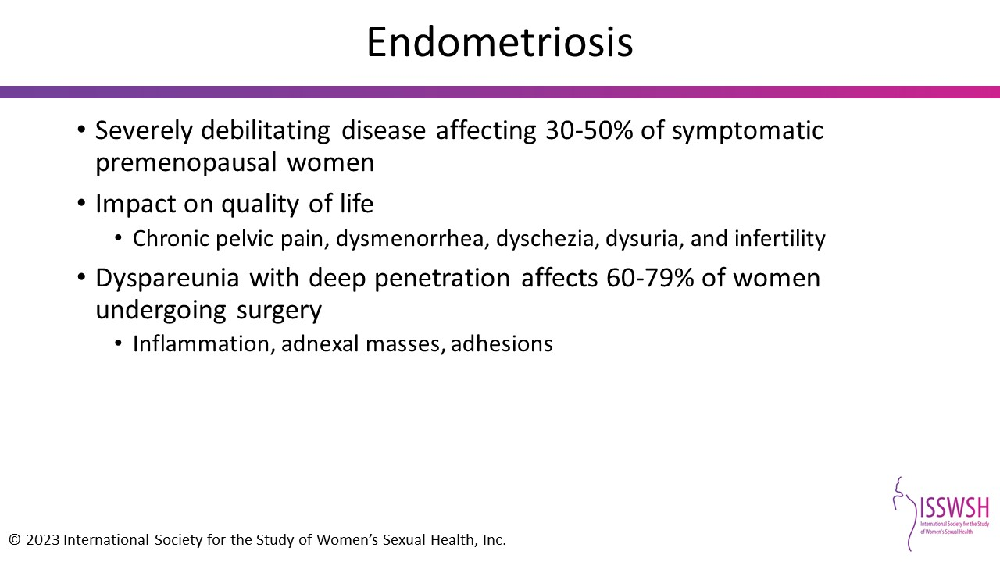 Endometriosis
• Severely debilitating disease affecting 30-50% of symptomatic
premenopausal women
• Impact on quality of life
• Chronic pelvic pain, dysmenorrhea, dyschezia, dysuria, and infertility
• Dyspareunia with deep penetration affects 60-79% of women
undergoing surgery
• Inflammation, adnexal masses, adhesions
ISSWSH
International Society for the Study
of Women's Sexual Health
© 2023 International Society for the Study of Women’s Sexual Health, Inc.